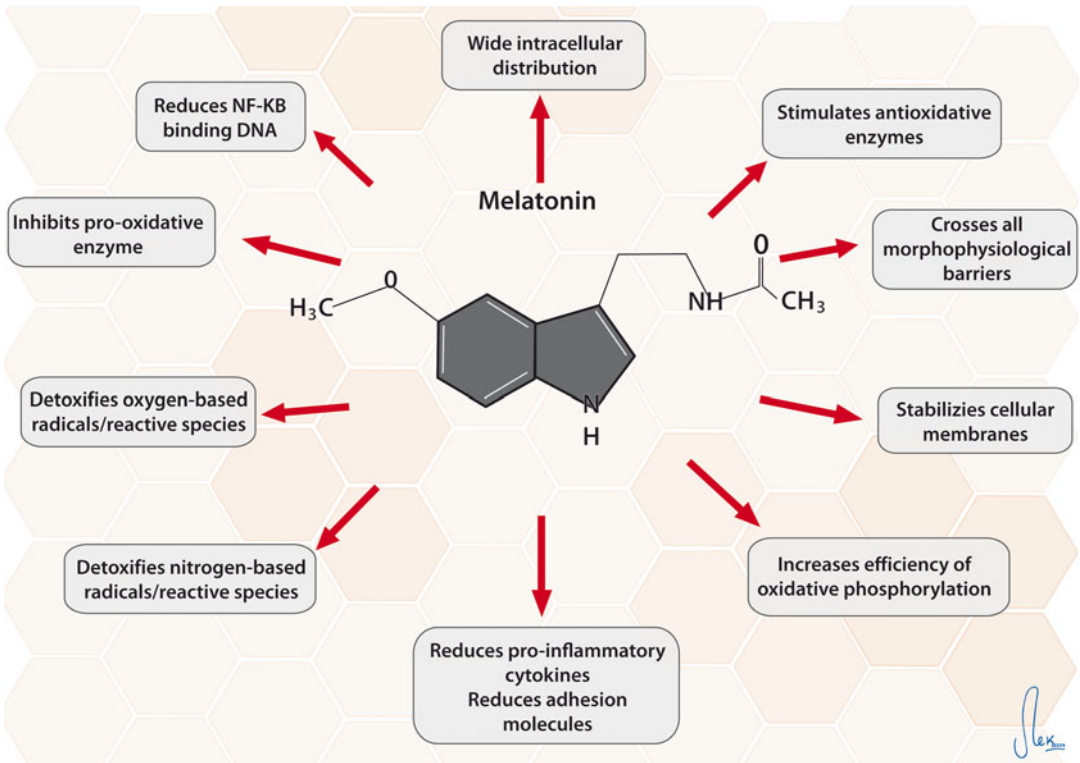 Wide intracellular
distribution
Reduces NF-KB
binding DNA
Stimulates antioxidative
enzymes
Melatonin
Inhibits pro-oxidative
enzyme
Crosses all
morphophysiological
barriers
O
O
H3C
NH
CH3
Detoxifies oxygen-based
radicals/reactive species
N
H
Stabilizies cellular
membranes
Detoxifies nitrogen-based
radicals/reactive species
Increases efficiency of
oxidative phosphorylation
Reduces pro-inflammatory
cytokines
Reduces adhesion
molecules